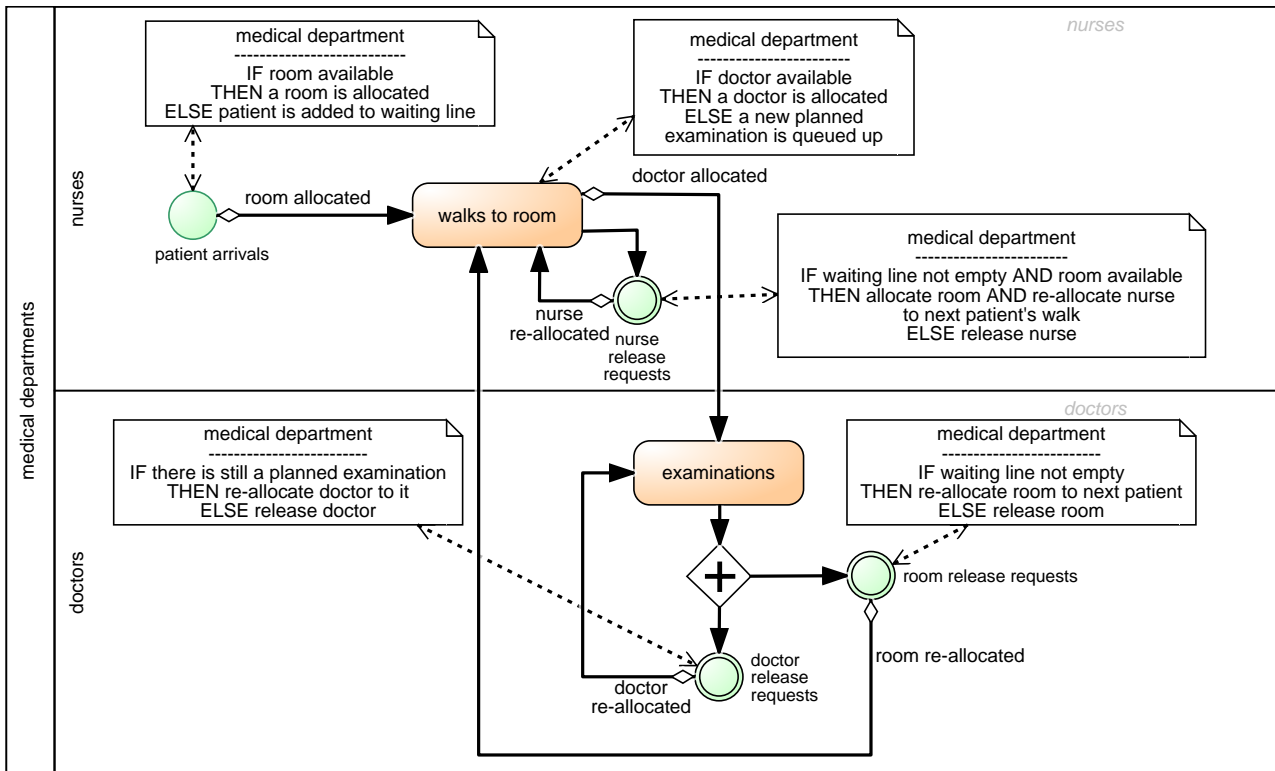 medical departments
nurses
nurses
medical department
---------------------------
IF room available
THEN a room is allocated
ELSE patient is added to waiting line
medical department
------------------------
IF doctor available
THEN a doctor is allocated
ELSE a new planned
examination is queued up
doctor allocated
room allocated
walks to room
patient arrivals
medical department
------------------------
IF waiting line not empty AND room available
THEN allocate room AND re-allocate nurse
to next patient's walk
ELSE release nurse
nurse
re-allocated
nurse
release
requests
doctors
doctors
medical department
-------------------------
IF there is still a planned examination
THEN re-allocate doctor to it
ELSE release doctor
examinations
medical department
-------------------------
IF waiting line not empty
THEN re-allocate room to next patient
ELSE release room
room release requests
room re-allocated
doctor
release
requests
doctor
re-allocated